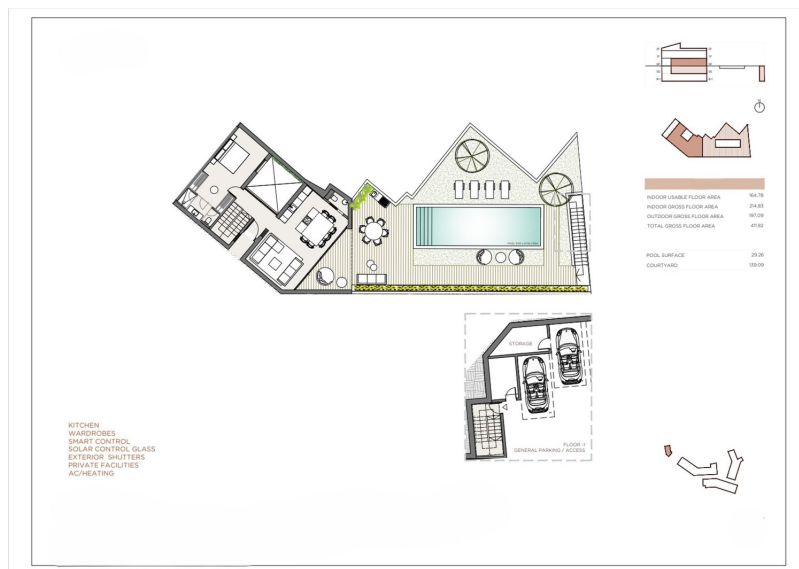 INDOOR USABLE FLOOR AREA 164,78
INDOOR GROSS FLOOR AREA 214,83
OUTDOOR GROSS FLOOR AREA 197,09
TOTAL GROSS FLOOR AREA 411,92
POOL SURFACE 29,26
COURTYARD 139,09
STORAGE
FLOOR -1
GENERAL PARKING / ACCESS
KITCHEN
WARDROBES
SMART CONTROL
SOLAR CONTROL GLASS
EXTERIOR SHUTTERS
PRIVATE FACILITIES
AC/HEATING